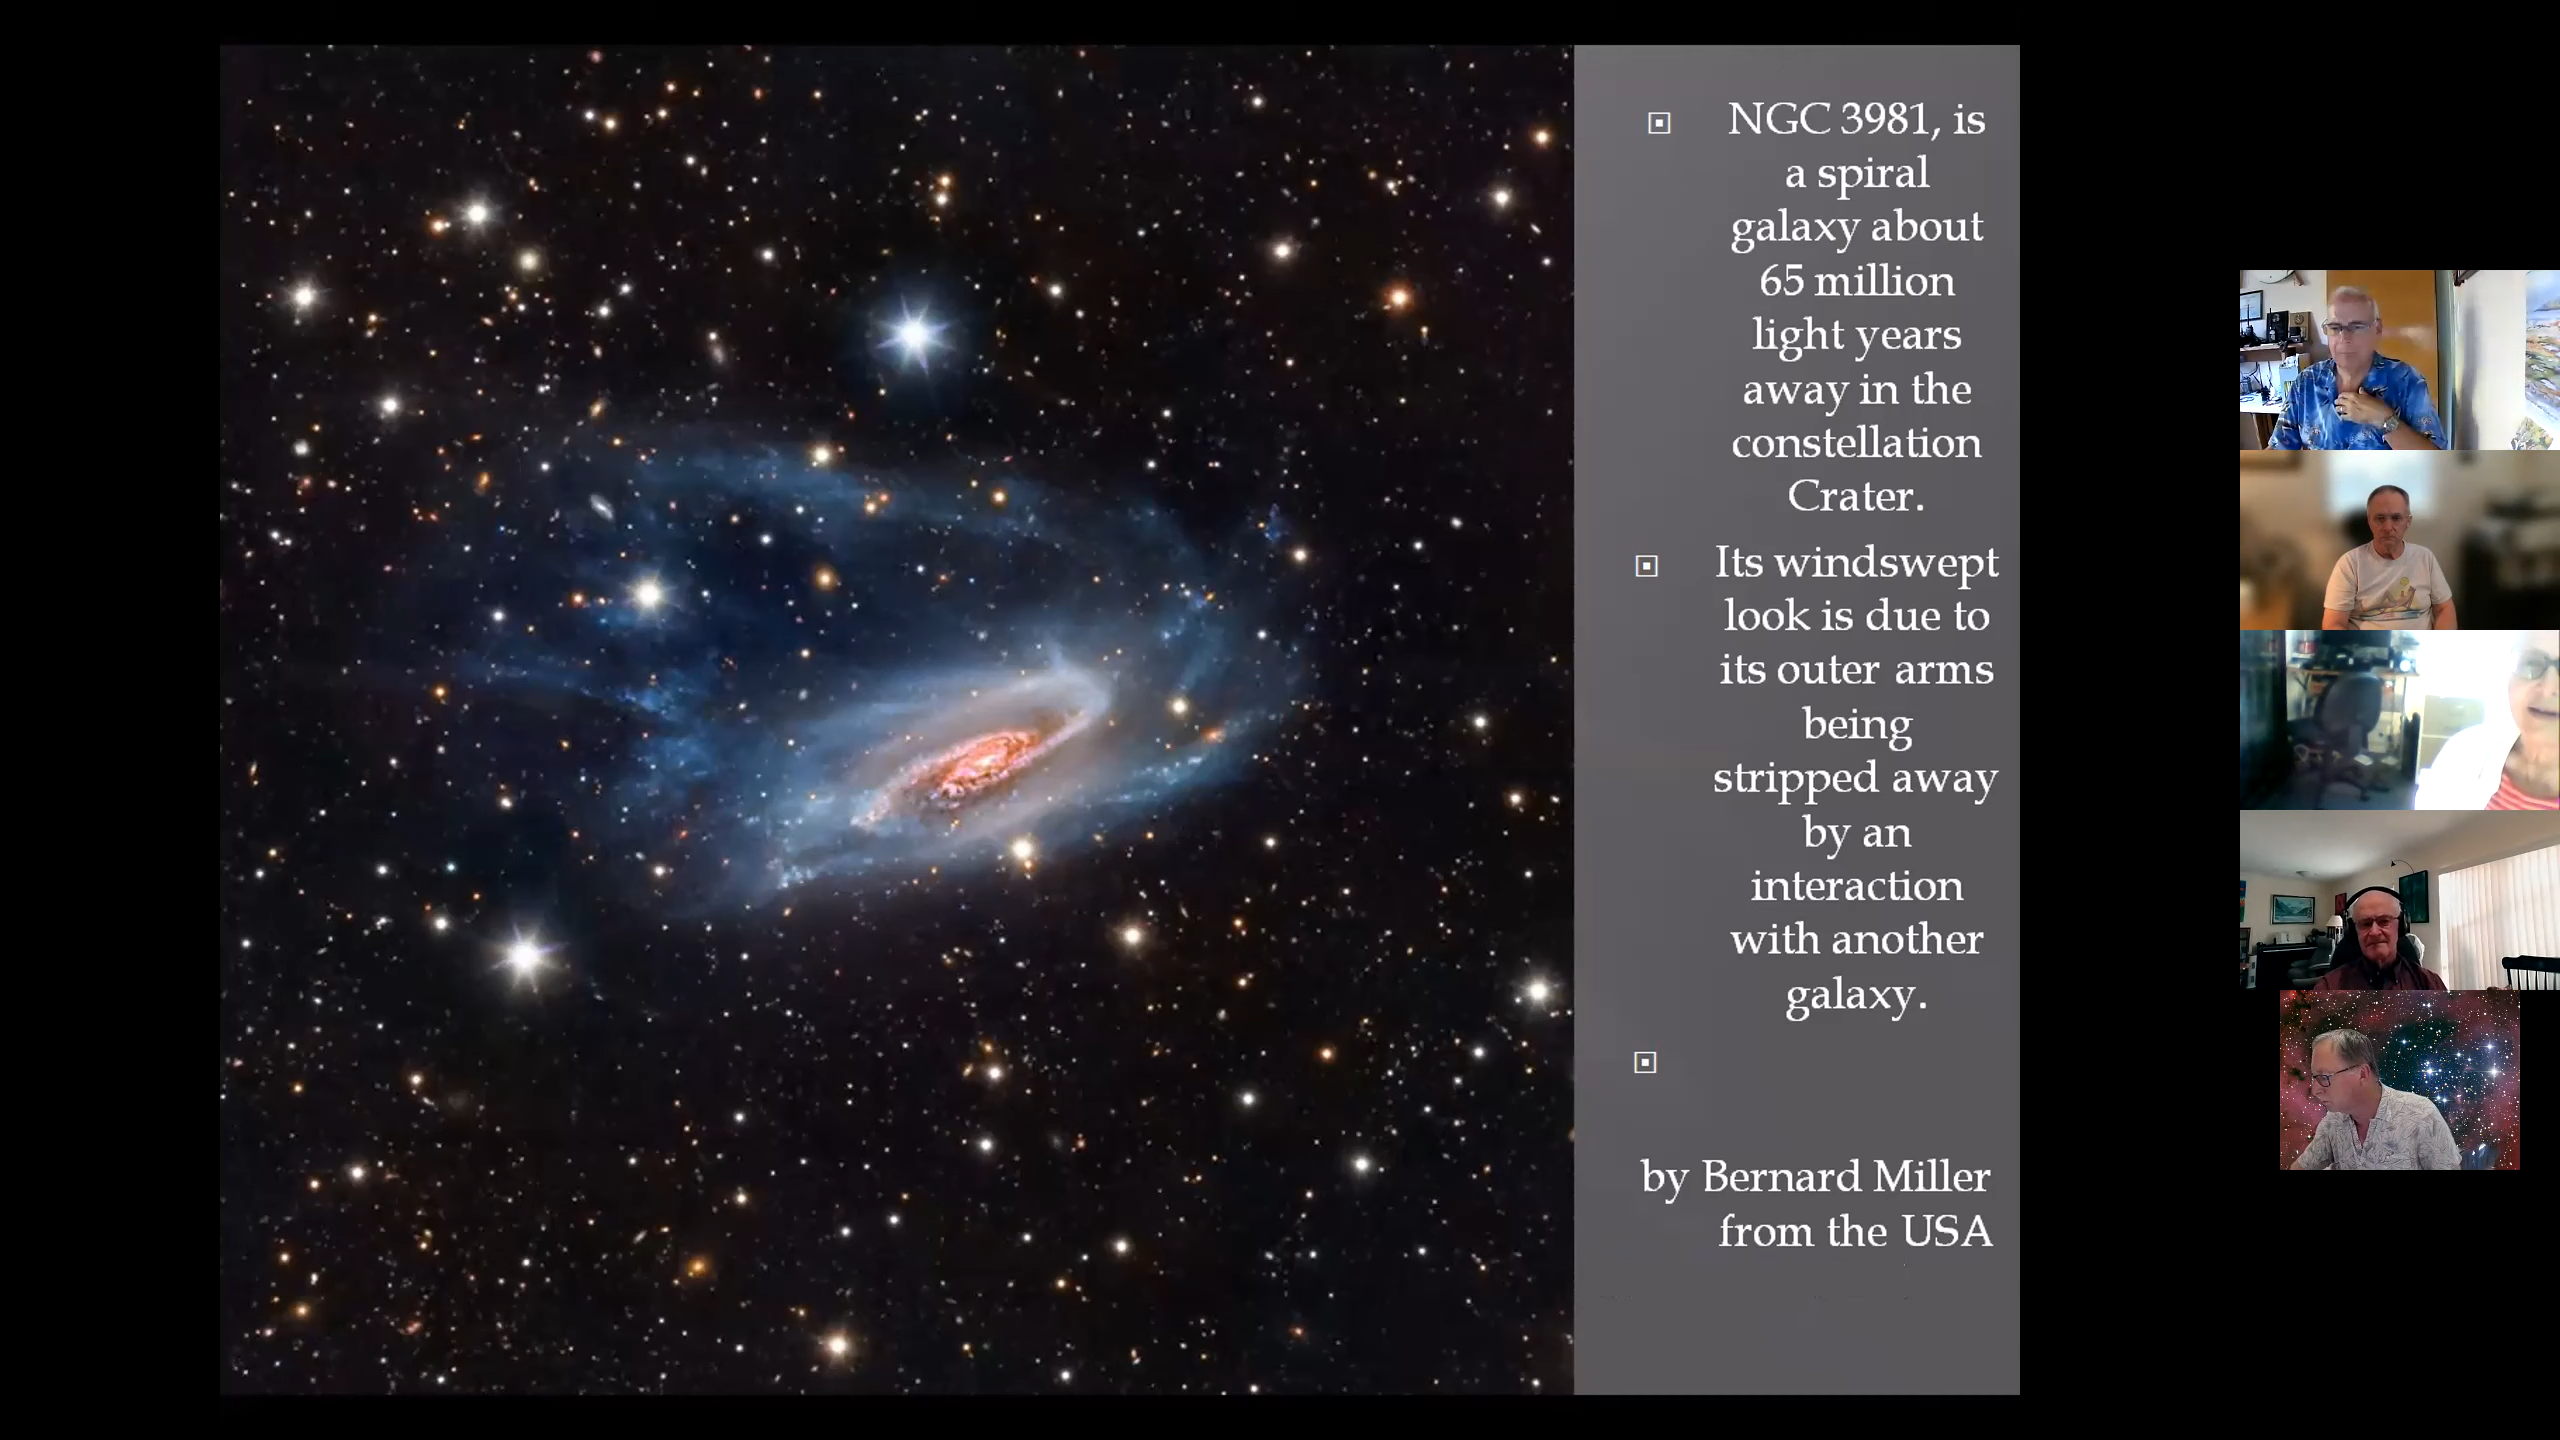 NGC 3981, is
a spiral
galaxy about
65 million
light years
away in the
constellation
Crater.
Its windswept
look is due to
its outer arms
being
stripped away
by an
interaction
with another
galaxy.
by Bernard Miller
from the USA